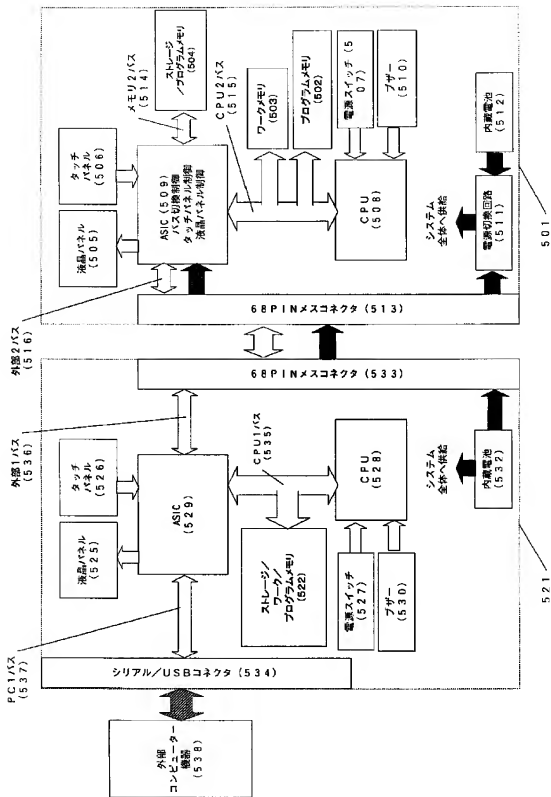 PC1バス
(537)
外部1バス
(536)
外部2バス
(516)
メモリ2バス
(514)
CPU2バス
(515)
液晶パネル
(525)
タッチ
パネル
(526)
液晶パネル
(505)
タッチ
パネル
(506)
ストレージ
/プログラムメモリ
(504)
ASIC
(529)
ASIC (509)
バス切換制御
タッチパネル制御
液晶パネル制御
外部
コンピューター
機器
(538)
シリアル/USBコネクタ (534)
68PINメスコネクタ (533)
68PINメスコネクタ (513)
CPU1バス
(535)
ストレージ/
ワーク/
プログラムメモリ
(522)
ワークメモリ
(503)
プログラムメモリ
(502)
電源スイッチ
(527)
ブザー
(530)
CPU
(528)
CPU
(508)
電源スイッチ (5
07)
ブザー
(510)
システム
全体へ供給
システム
全体へ供給
内蔵電池
(532)
電源切換回路
(511)
内蔵電池
(512)
521
501